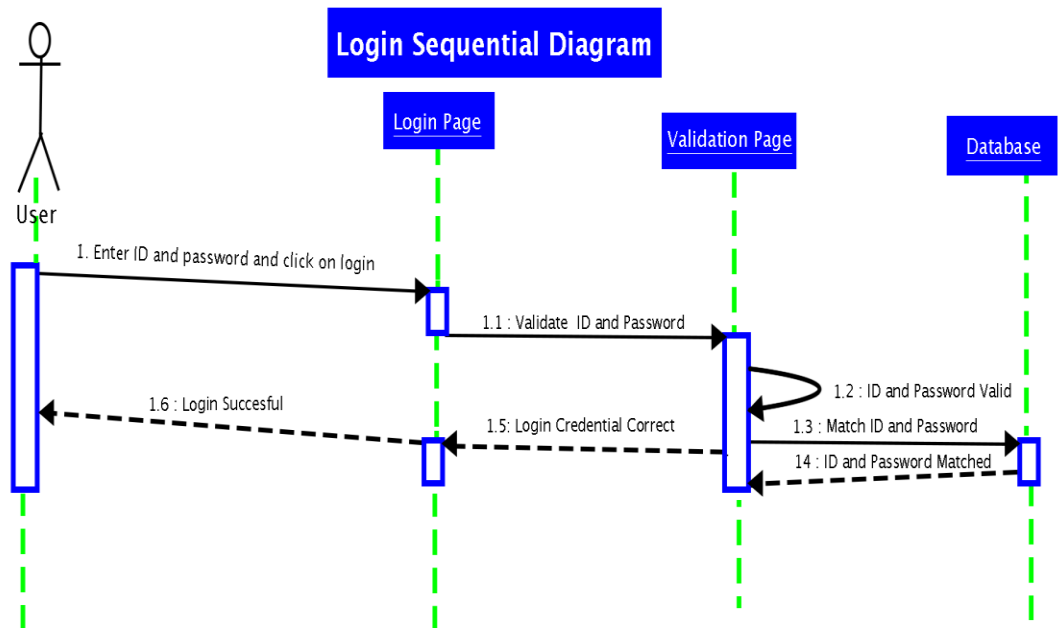 Login Sequential Diagram
Login Page
Validation Page
Database
User
1. Enter ID and password and click on login
1.1 : Validate ID and Password
1.2 : ID and Password Valid
1.3 : Match ID and Password
14 : ID and Password Matched
1.5: Login Credential Correct
1.6 : Login Succesful